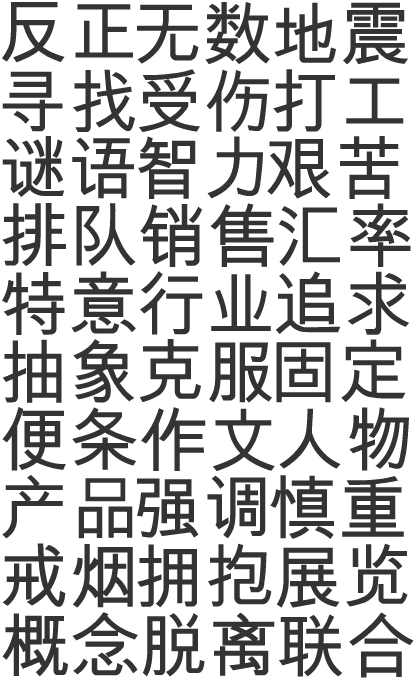 反正无数地震
寻找受伤打工
谜语智力艰苦
排队销售汇率
特意行业追求
抽象克服固定
便条作文人物
产品强调慎重
戒烟拥抱展览
概念脱离联合